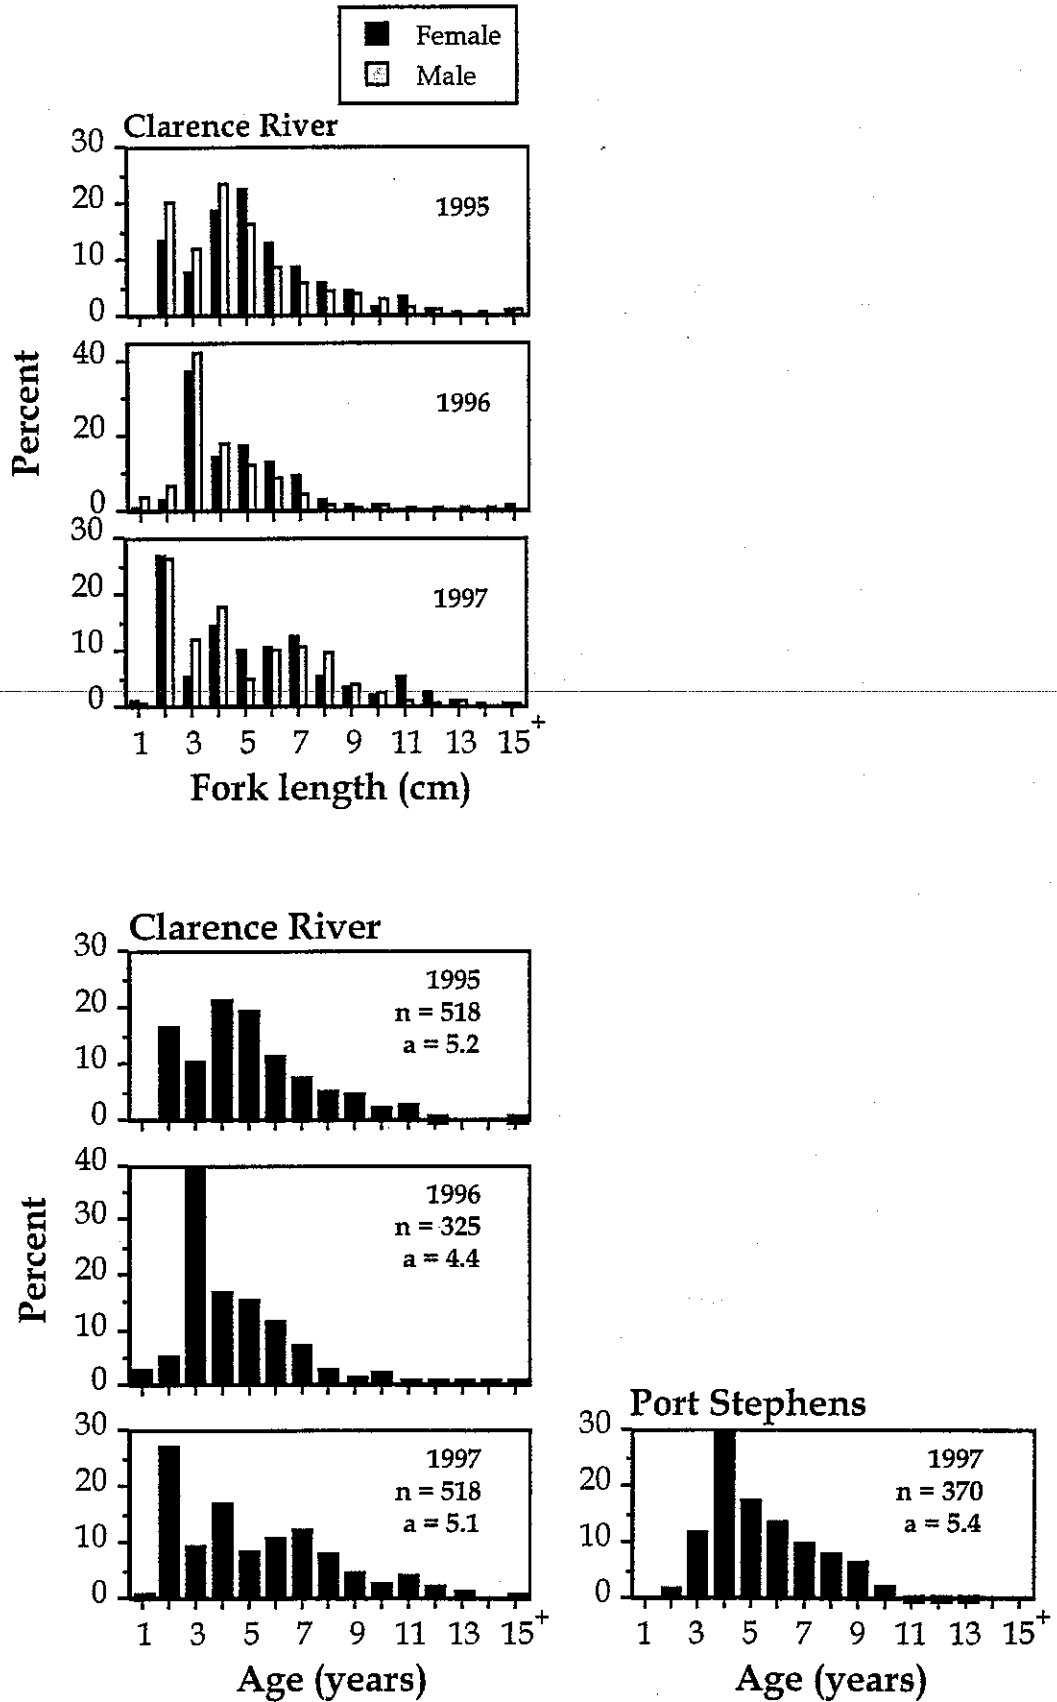 Female
Male
Clarence River
30
20
10
0
1995
40
20
0
1996
Percent
30
20
10
0
1997
1 3 5 7 9 11 13 15+
Fork length (cm)
Clarence River
30
20
10
0
1995
n = 518
a = 5.2
40
30
20
10
0
1996
n = 325
a = 4.4
Percent
30
20
10
0
1997
n = 518
a = 5.1
1 3 5 7 9 11 13 15+
Age (years)
Port Stephens
30
20
10
0
1997
n = 370
a = 5.4
1 3 5 7 9 11 13 15+
Age (years)